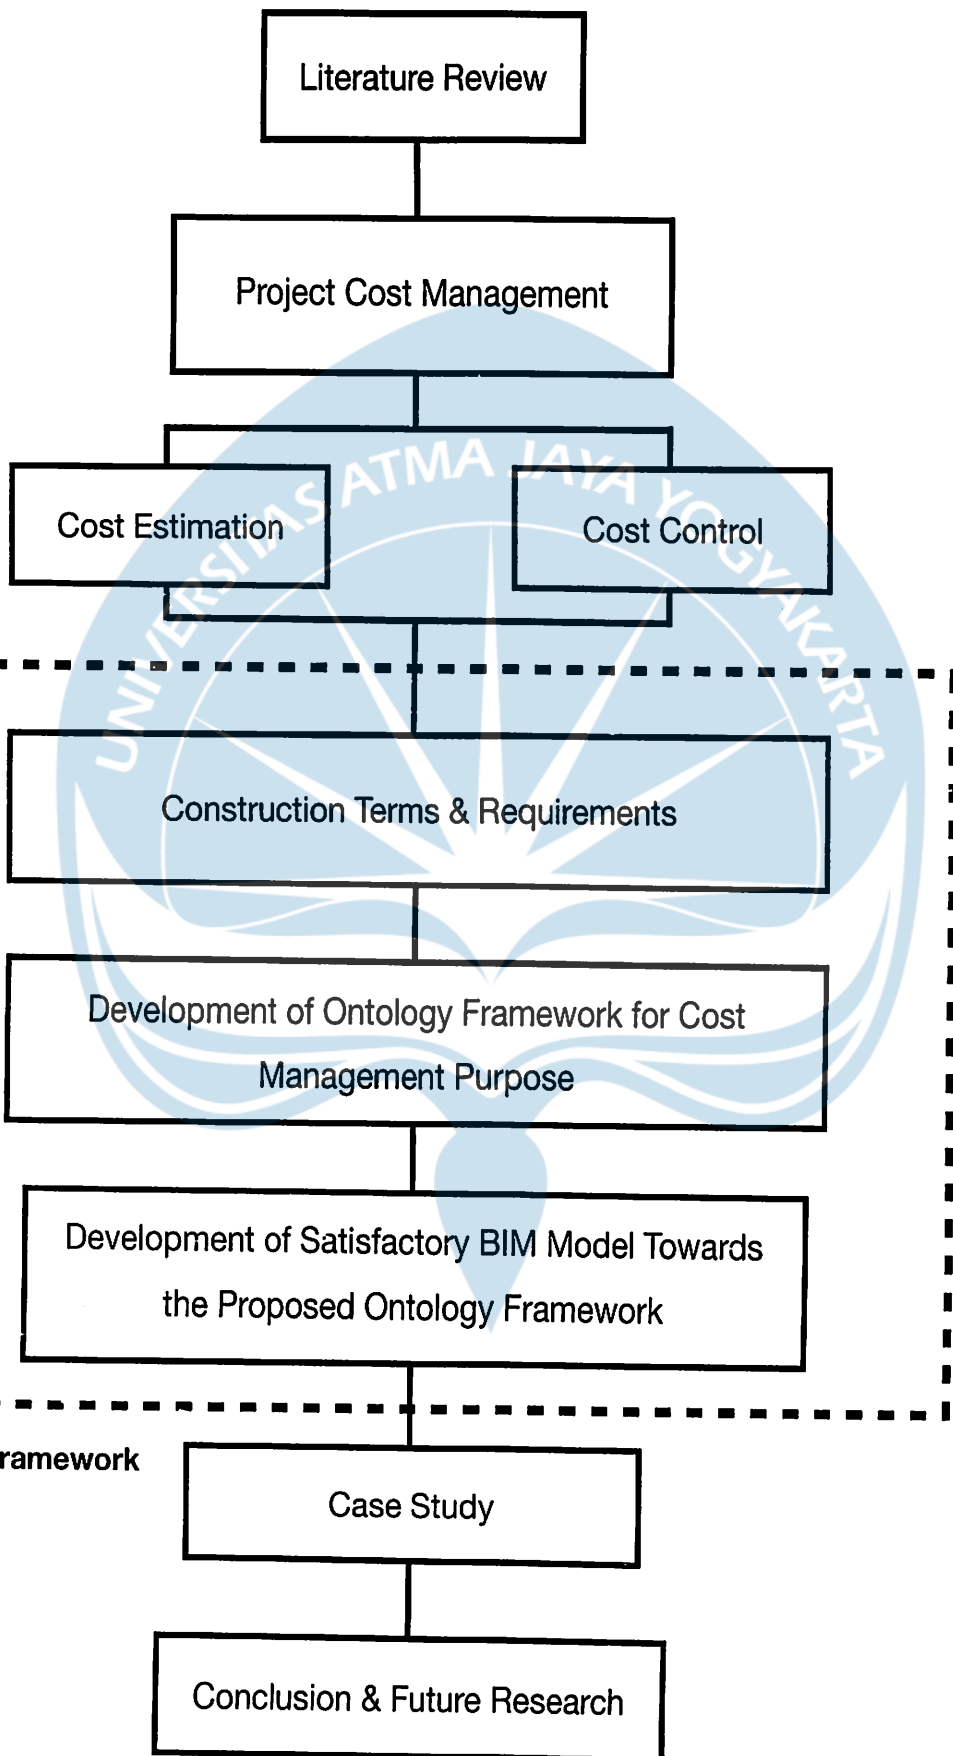 Literature Review
Project Cost Management
UNIVERSITAS ATMA JAYA YOGYAKARTA
Cost Estimation
Cost Control
Construction Terms & Requirements
Development of Ontology Framework for Cost
Management Purpose
Development of Satisfactory BIM Model Towards
the Proposed Ontology Framework
ramework
Case Study
Conclusion & Future Research